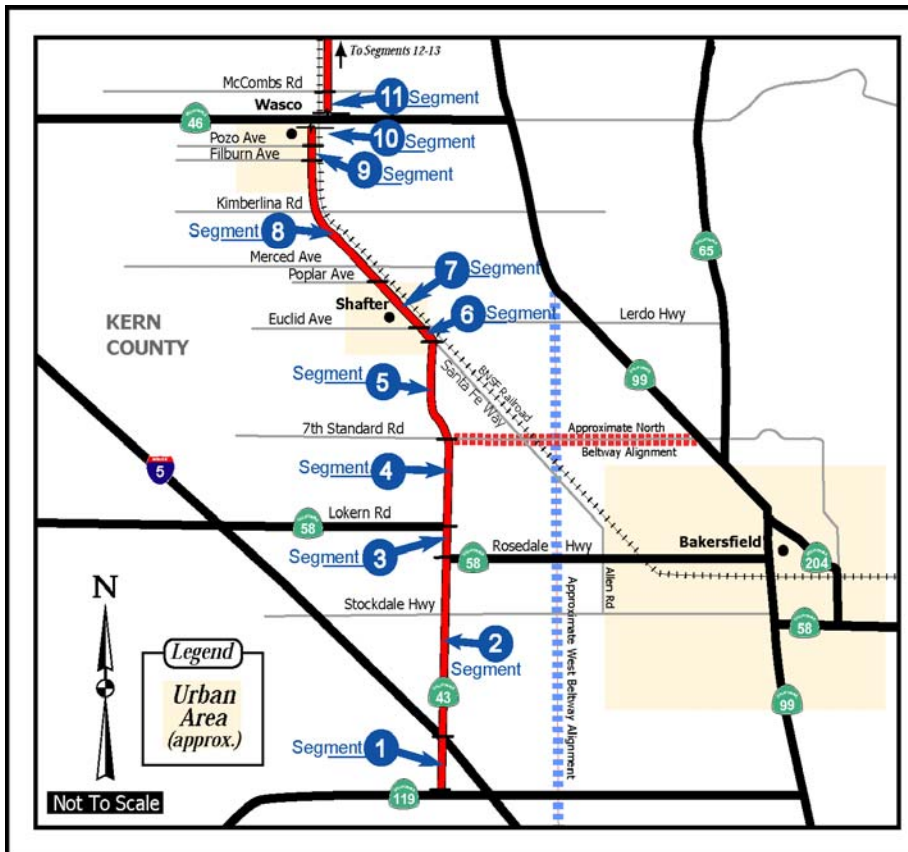 To Segments 12-13
McCombs Rd
11 Segment
Wasco
46
10 Segment
Pozo Ave
Filburn Ave
9 Segment
Kimberlina Rd
Segment 8
65
Merced Ave
7 Segment
Poplar Ave
Shafter
6 Segment
Euclid Ave
Lerdo Hwy
KERN
COUNTY
BNSF Railroad
Santa Fe Way
99
Segment 5
7th Standard Rd
Approximate North
Beltway Alignment
5
Segment 4
Lokern Rd
58
Rosedale Hwy
Bakersfield
Segment 3
58
204
Allen Rd
N
Stockdale Hwy
58
2
Segment
Approximate West Beltway Alignment
Legend
Urban
Area
(approx.)
43
99
Segment 1
Not To Scale
119